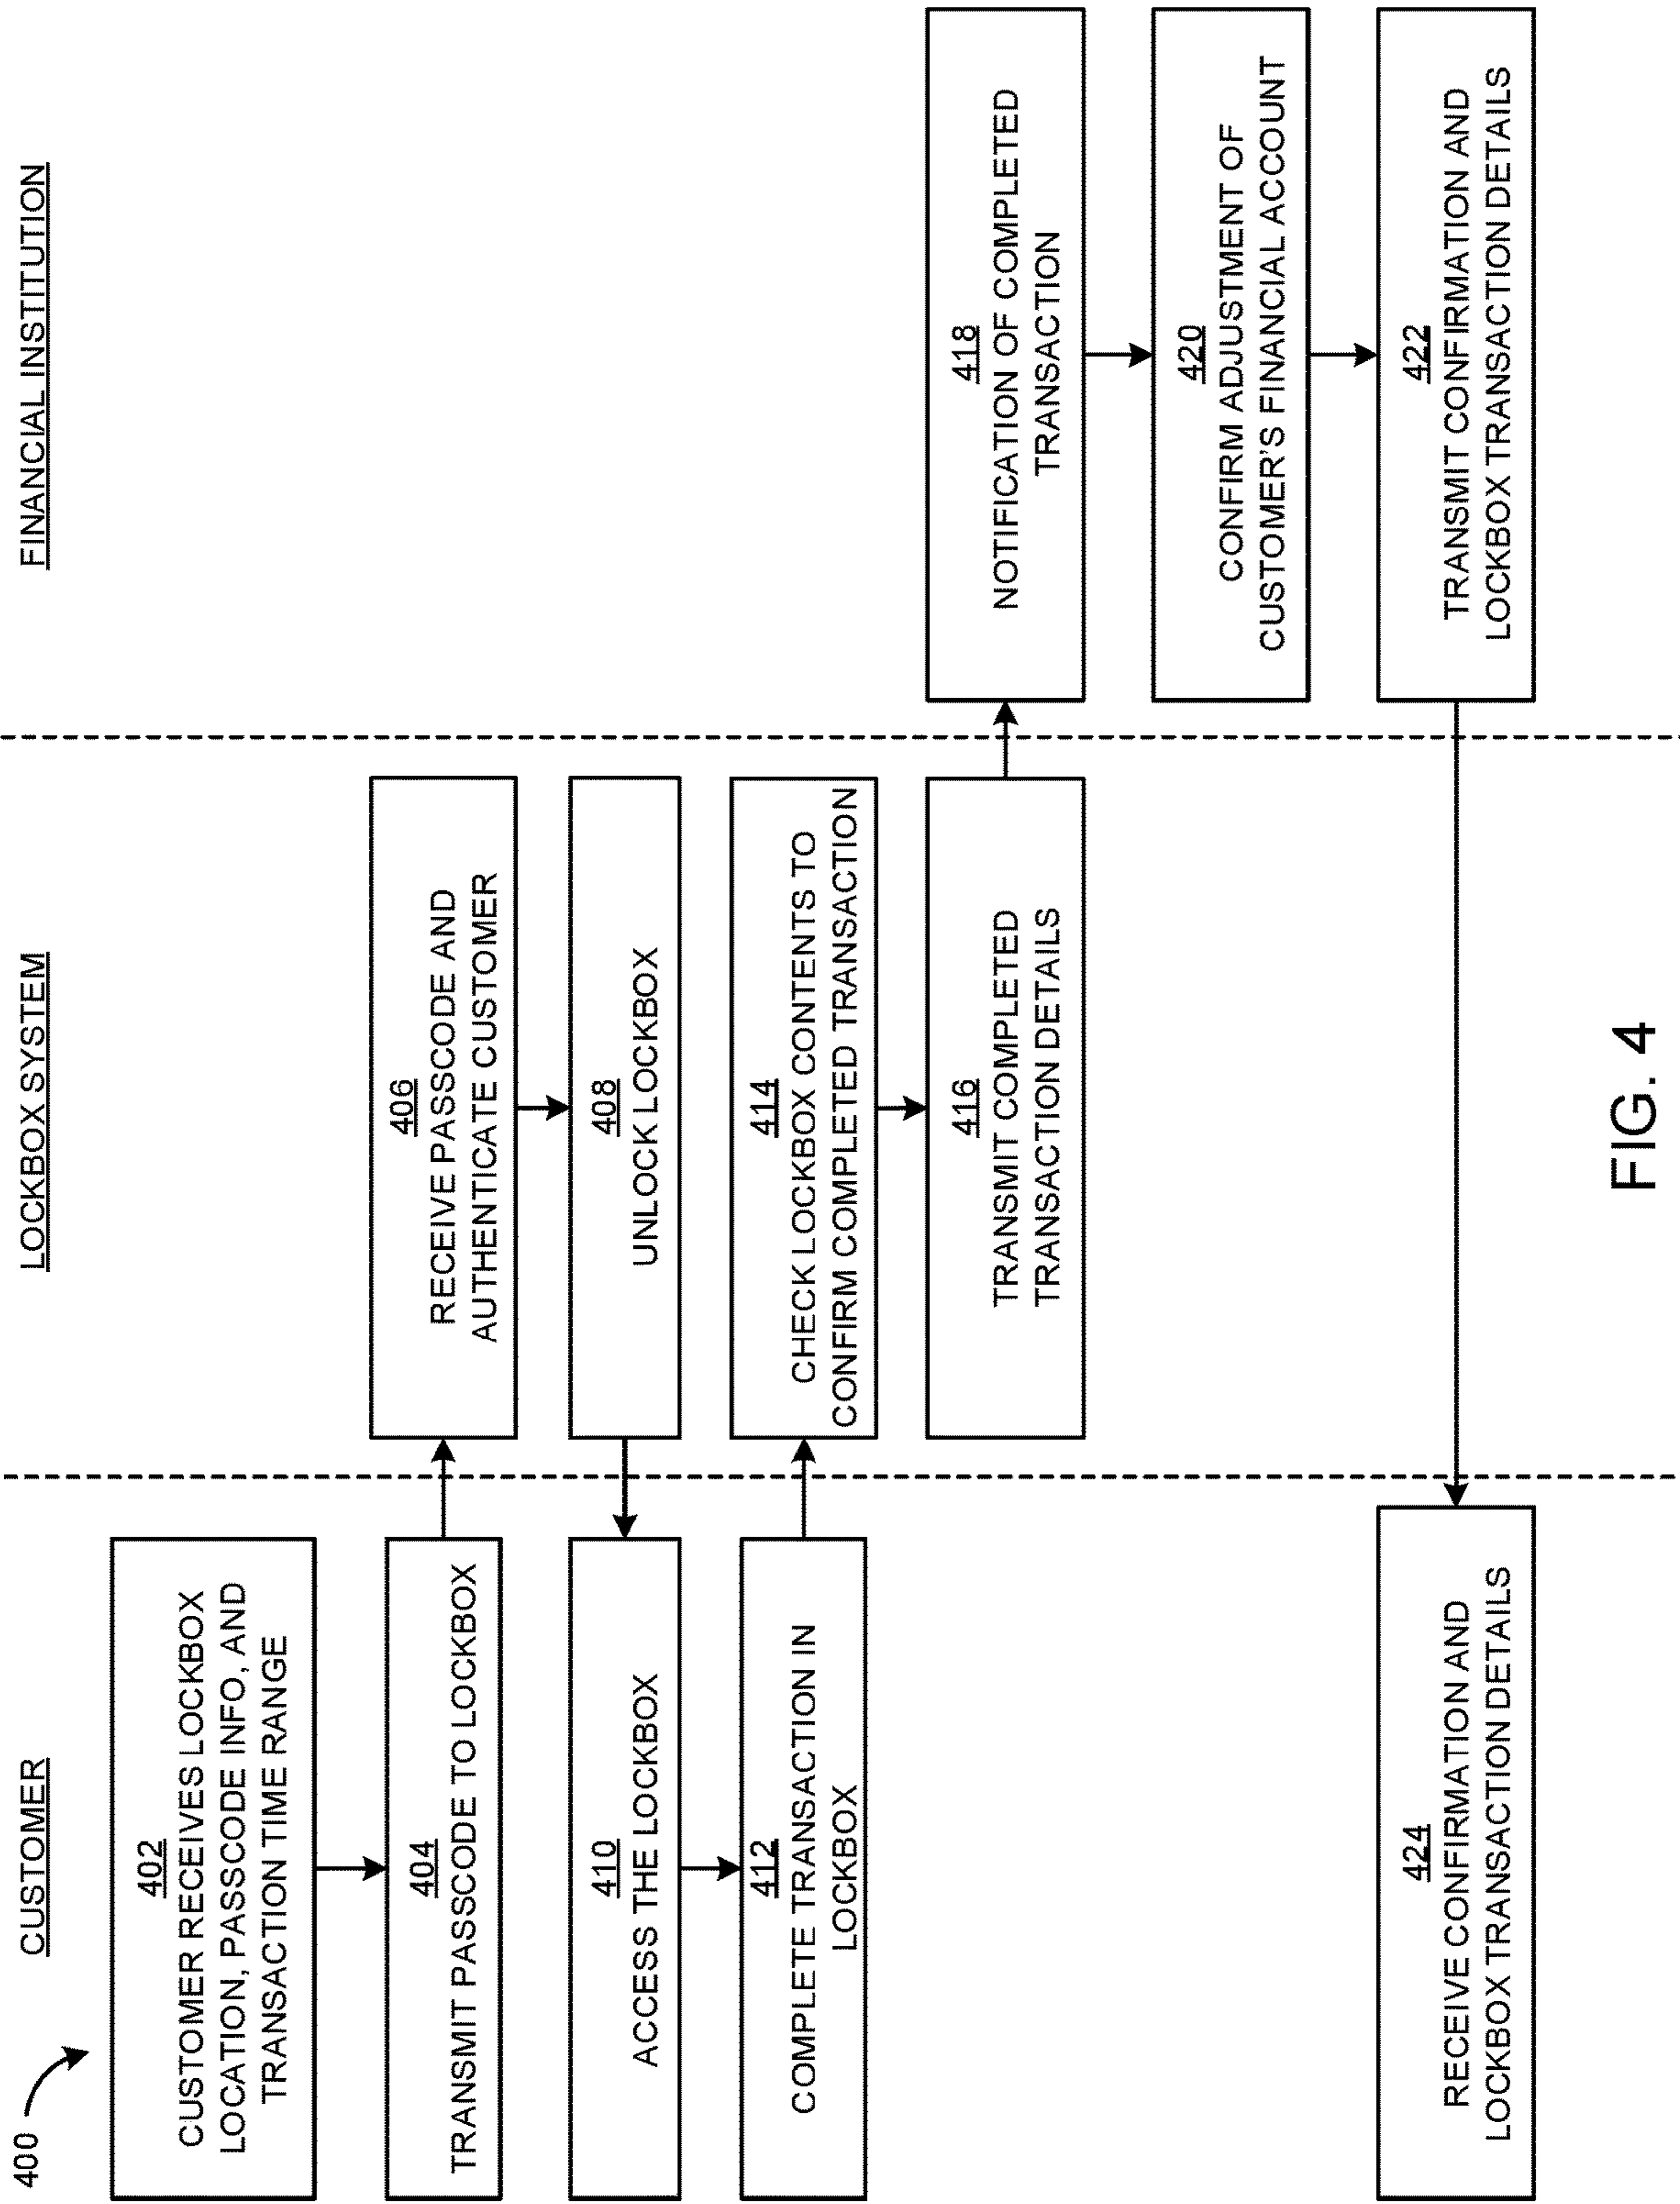 400
CUSTOMER
LOCKBOX SYSTEM
FINANCIAL INSTITUTION
402
CUSTOMER RECEIVES LOCKBOX
LOCATION, PASSCODE INFO, AND
TRANSACTION TIME RANGE
404
TRANSMIT PASSCODE TO LOCKBOX
406
RECEIVE PASSCODE AND
AUTHENTICATE CUSTOMER
408
UNLOCK LOCKBOX
410
ACCESS THE LOCKBOX
412
COMPLETE TRANSACTION IN
LOCKBOX
414
CHECK LOCKBOX CONTENTS TO
CONFIRM COMPLETED TRANSACTION
416
TRANSMIT COMPLETED
TRANSACTION DETAILS
418
NOTIFICATION OF COMPLETED
TRANSACTION
420
CONFIRM ADJUSTMENT OF
CUSTOMER'S FINANCIAL ACCOUNT
422
TRANSMIT CONFIRMATION AND
LOCKBOX TRANSACTION DETAILS
424
RECEIVE CONFIRMATION AND
LOCKBOX TRANSACTION DETAILS
FIG. 4